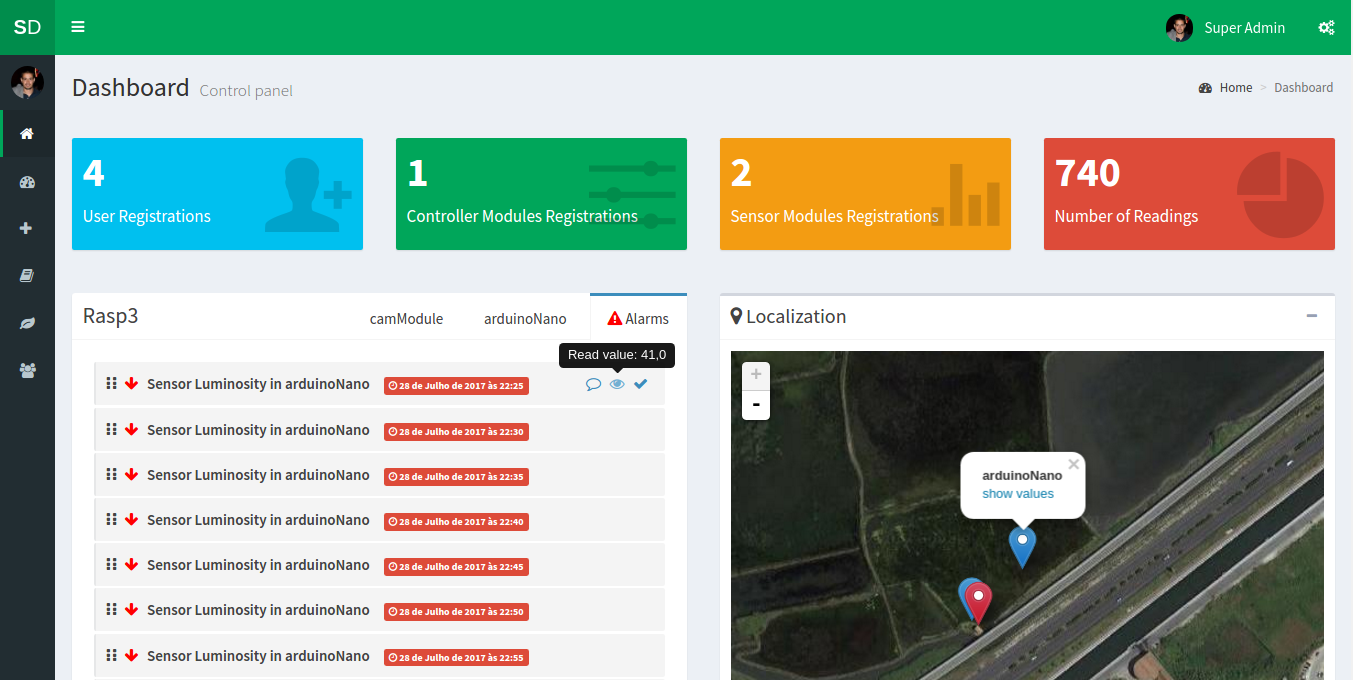 SD
Super Admin
Dashboard Control panel
Home > Dashboard
4
User Registrations
1
Controller Modules Registrations
2
Sensor Modules Registrations
740
Number of Readings
Rasp3
camModule
arduinoNano
Alarms
Read value: 41,0
Sensor Luminosity in arduinoNano 28 de Julho de 2017 às 22:25
Sensor Luminosity in arduinoNano 28 de Julho de 2017 às 22:30
Sensor Luminosity in arduinoNano 28 de Julho de 2017 às 22:35
Sensor Luminosity in arduinoNano 28 de Julho de 2017 às 22:40
Sensor Luminosity in arduinoNano 28 de Julho de 2017 às 22:45
Sensor Luminosity in arduinoNano 28 de Julho de 2017 às 22:50
Sensor Luminosity in arduinoNano 28 de Julho de 2017 às 22:55
Localization
+
-
arduinoNano
show values